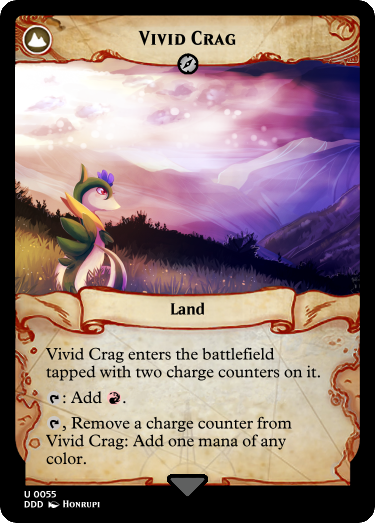 Vivid Crag
Land
Vivid Crag enters the battlefield
tapped with two charge counters on it.
: Add .
, Remove a charge counter from
Vivid Crag: Add one mana of any
color.
U 0055
DDD Honrupi